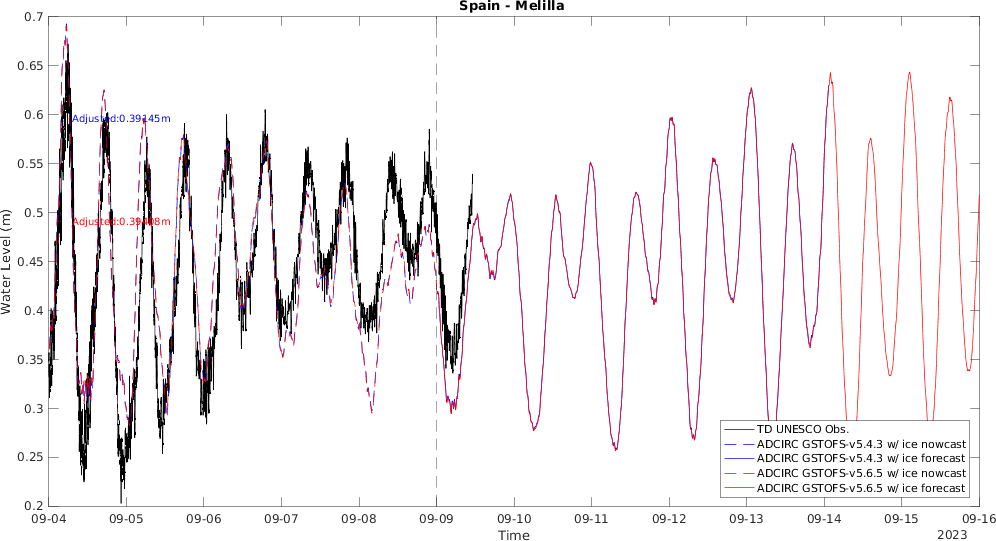 Spain - Melilla
0.7
0.65
0.6
0.55
0.5
0.45
0.4
0.35
0.3
0.25
0.2
Water Level (m)
Adjusted:0.39145m
TD UNESCO Obs.
ADCIRC GSTOFS-v5.4.3 w/ ice nowcast
ADCIRC GSTOFS-v5.4.3 w/ ice forecast
ADCIRC GSTOFS-v5.6.5 w/ ice nowcast
ADCIRC GSTOFS-v5.6.5 w/ ice forecast
09-04 09-05 09-06 09-07 09-08 09-09 09-10 09-11 09-12 09-13 09-14 09-15 09-16
Time
2023